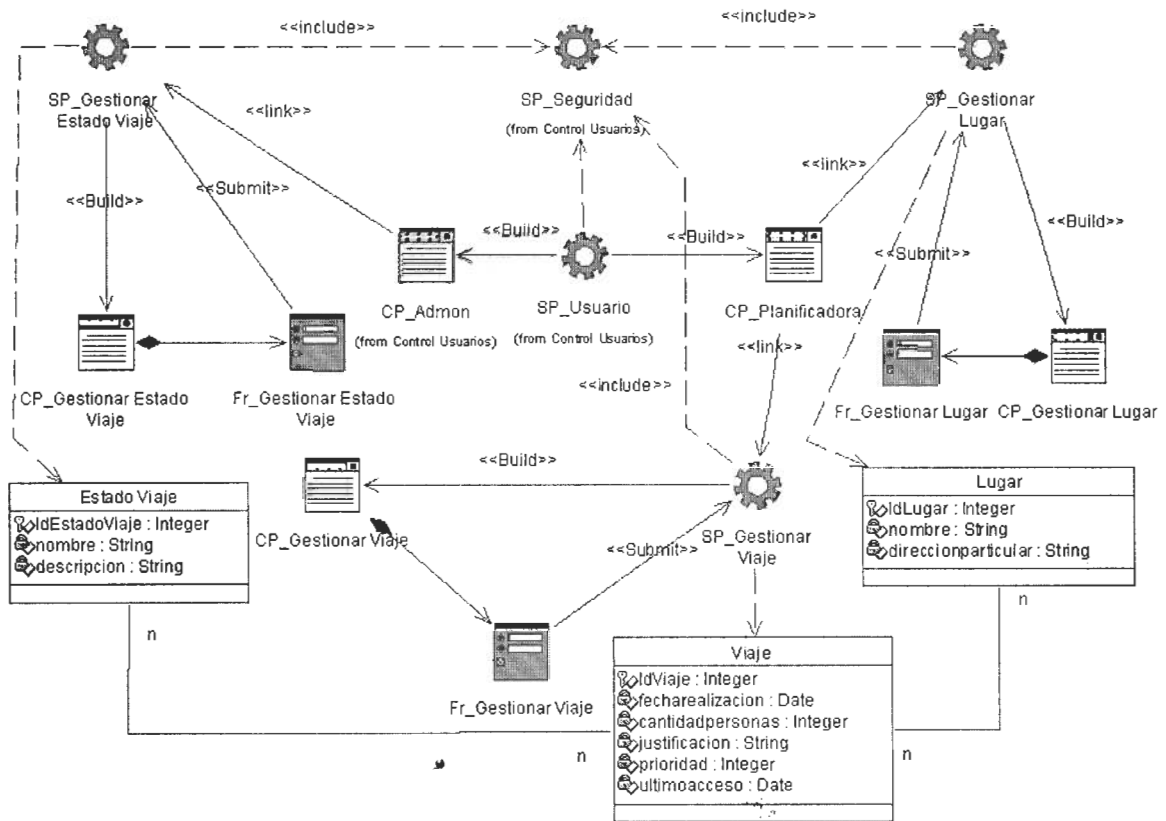 <<include>>
<<include>>
SP_Gestionar
Estado Viaje
SP_Seguridad
(from Control Usuarios)
SP_Gestionar
Lugar
<<link>>
<<link>>
<<Build>>
<<Submit>>
<<Build>>
<<Build>>
<<Build>>
<<Submit>>
CP_Admon
(from Control Usuarios)
SP_Usuario
(from Control Usuarios)
CP_Planificadora
<<link>>
<<include>>
CP_Gestionar Estado
Viaje
Fr_Gestionar Estado
Viaje
Fr_Gestionar Lugar
CP_Gestionar Lugar
<<Build>>
CP_Gestionar Viaje
<<Submit>>
SP_Gestionar
Viaje
Estado Viaje
IdEstadoViaje : Integer
nombre : String
descripcion : String
Lugar
IdLugar : Integer
nombre : String
direccionparticular : String
n
n
Fr_Gestionar Viaje
Viaje
IdViaje : Integer
fecharealizacion : Date
cantidadpersonas : Integer
justificacion : String
prioridad : Integer
ultimoacceso : Date
n
n